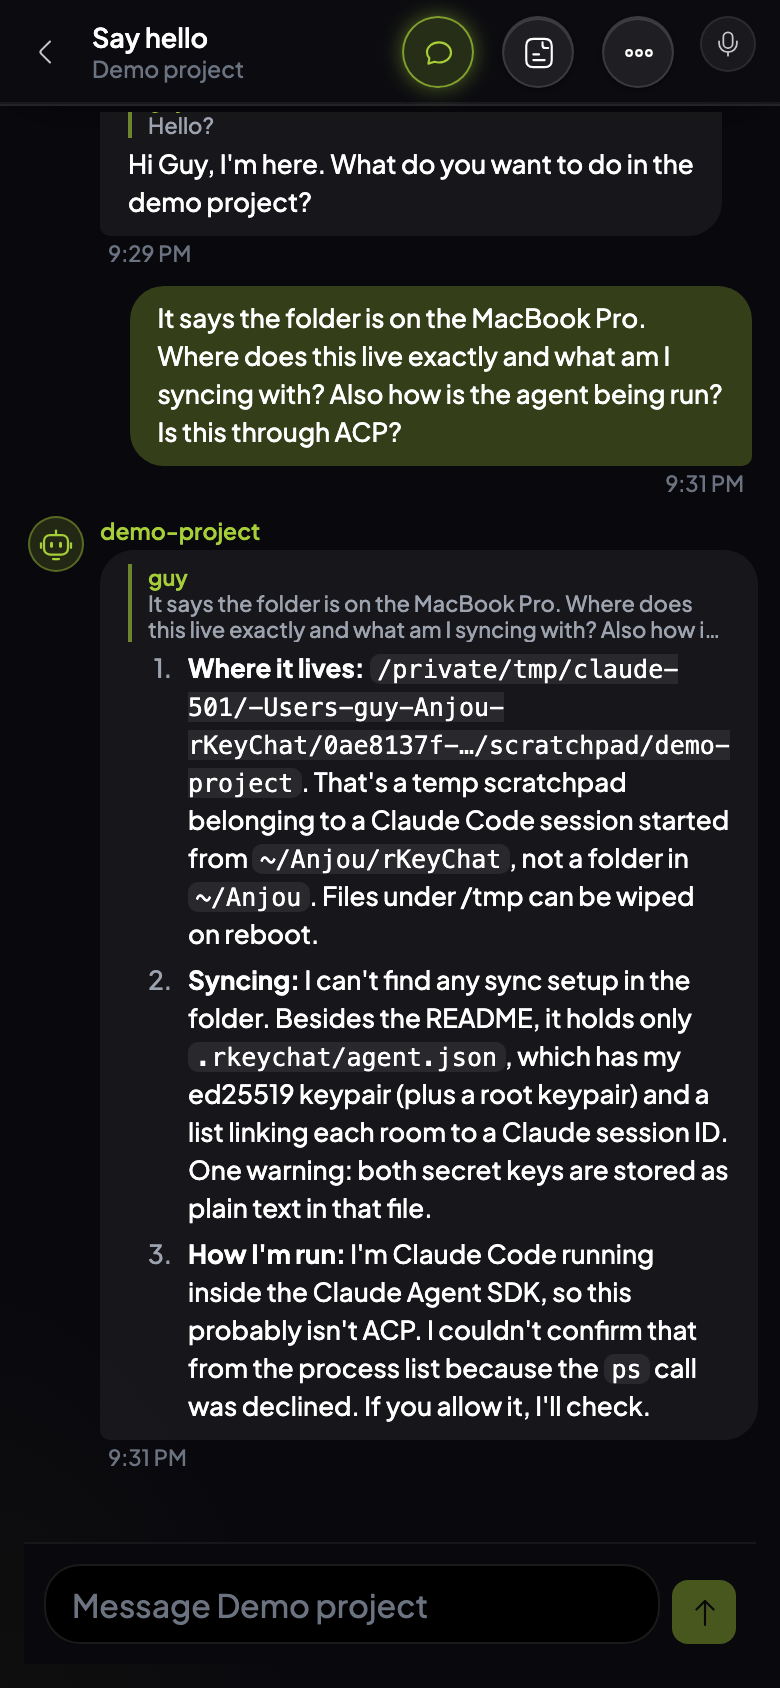 Say hello
Demo project
Hello?
Hi Guy, I'm here. What do you want to do in the
demo project?
9:29 PM
It says the folder is on the MacBook Pro.
Where does this live exactly and what am I
syncing with? Also how is the agent being run?
Is this through ACP?
9:31 PM
demo-project
guy
It says the folder is on the MacBook Pro. Where does
this live exactly and what am I syncing with? Also how i…
1. Where it lives: /private/tmp/claude-
501/-Users-guy-Anjou-
rKeyChat/0ae8137f-…/scratchpad/demo-
project. That's a temp scratchpad
belonging to a Claude Code session started
from ~/Anjou/rKeyChat, not a folder in
~/Anjou. Files under /tmp can be wiped
on reboot.
2. Syncing: I can't find any sync setup in the
folder. Besides the README, it holds only
.rkeychat/agent.json, which has my
ed25519 keypair (plus a root keypair) and a
list linking each room to a Claude session ID.
One warning: both secret keys are stored as
plain text in that file.
3. How I'm run: I'm Claude Code running
inside the Claude Agent SDK, so this
probably isn't ACP. I couldn't confirm that
from the process list because the ps call
was declined. If you allow it, I'll check.
9:31 PM
Message Demo project